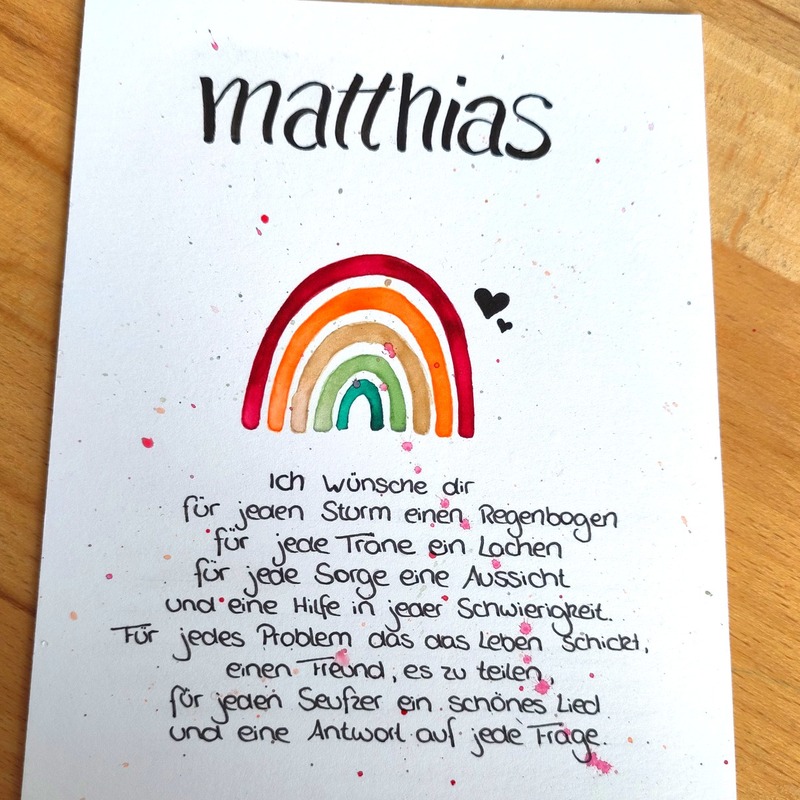 matthias
Ich wünsche dir
für jeden Sturm einen Regenbogen
für jede Träne ein Lachen
für jede Sorge eine Aussicht
und eine Hilfe in jeder Schwierigkeit.
Für jedes Problem das das Leben schickt,
einen Freund, es zu teilen,
für jeden Seufzer ein schönes Lied
und eine Antwort auf jede Frage.